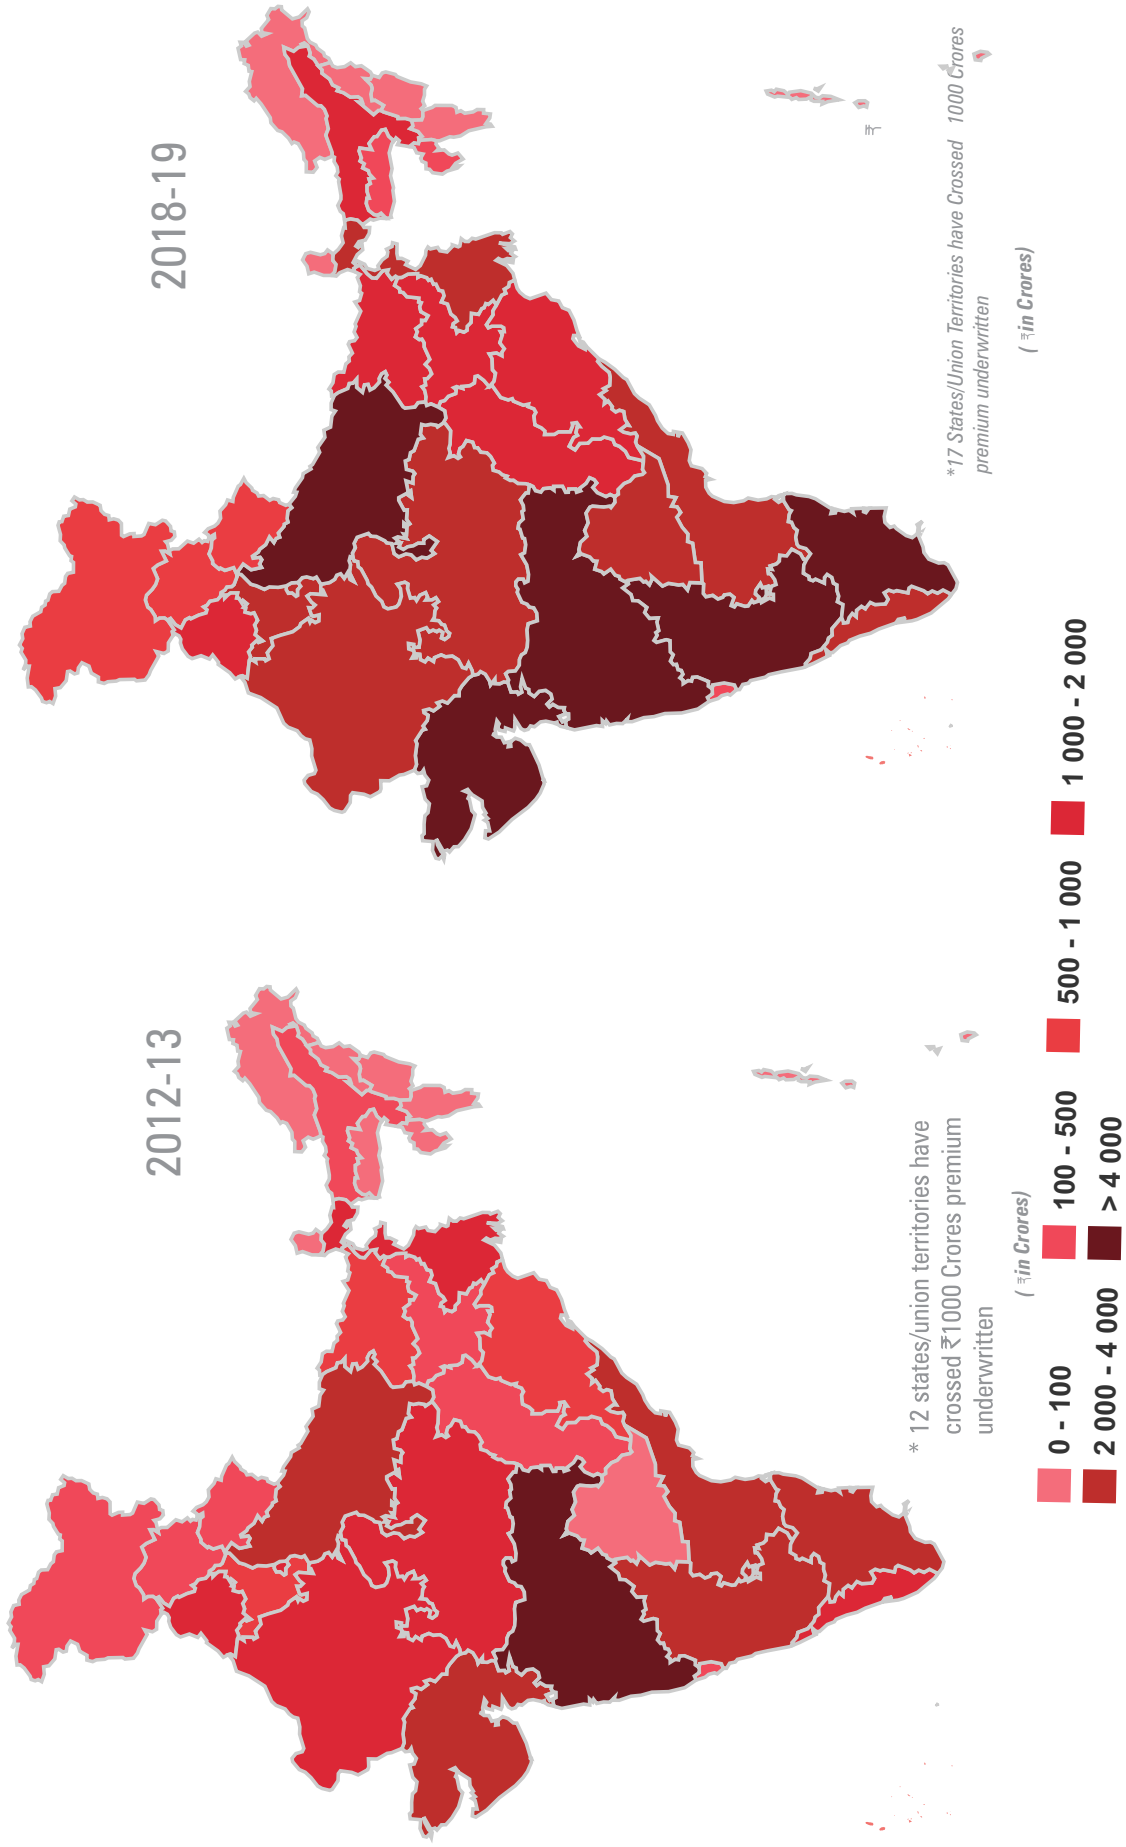 2012-13
* 12 states/union territories have
crossed ₹1000 Crores premium
underwritten
(₹in Crores)
2018-19
₹
*17 States/Union Territories have Crossed 1000 Crores
premium underwritten
(₹in Crores)
0 - 100
100 - 500
500 - 1 000
1 000 - 2 000
2 000 - 4 000
> 4 000